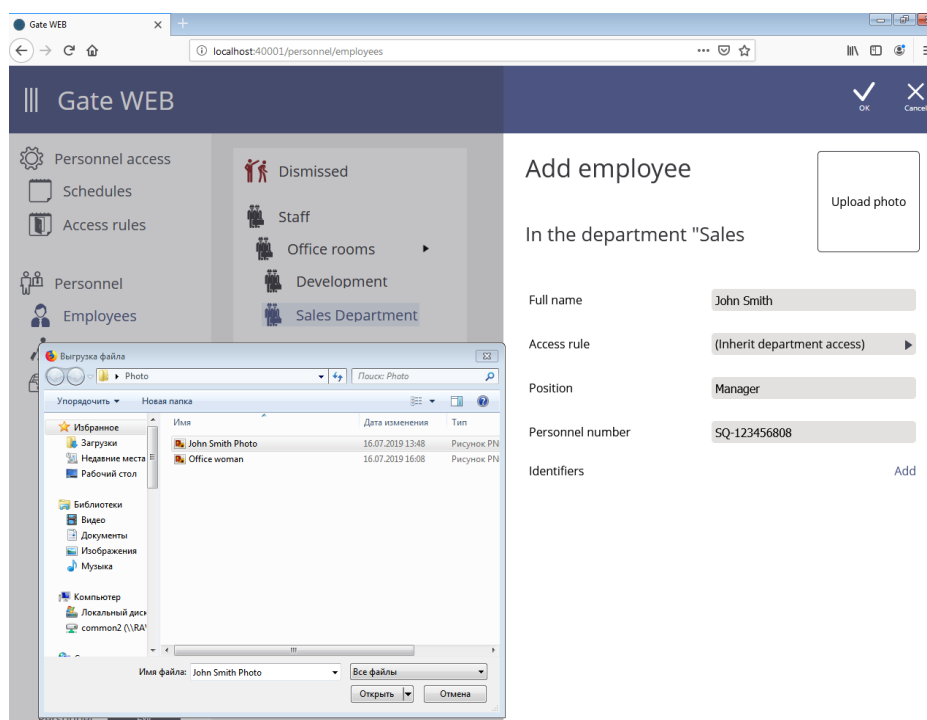 Gate WEB
localhost:40001/personnel/employees
Gate WEB
OK
Cancel
Personnel access
Schedules
Access rules
Personnel
Employees
Dismissed
Staff
Office rooms
Development
Sales Department
Add employee
Upload photo
In the department "Sales
Full name
John Smith
Access rule
(Inherit department access)
Position
Manager
Personnel number
SQ-123456808
Identifiers
Add
Выгрузка файла
Photo
Поиск: Photo
Упорядочить
Новая папка
Избранное
Загрузки
Недавние места
Рабочий стол
Библиотеки
Видео
Документы
Изображения
Музыка
Компьютер
Локальный диск
common2 (\\RA
Имя
Дата изменения
Тип
John Smith Photo
16.07.2019 13:48
Рисунок PN
Office woman
16.07.2019 16:08
Рисунок PN
Имя файла:
John Smith Photo
Все файлы
Открыть
Отмена